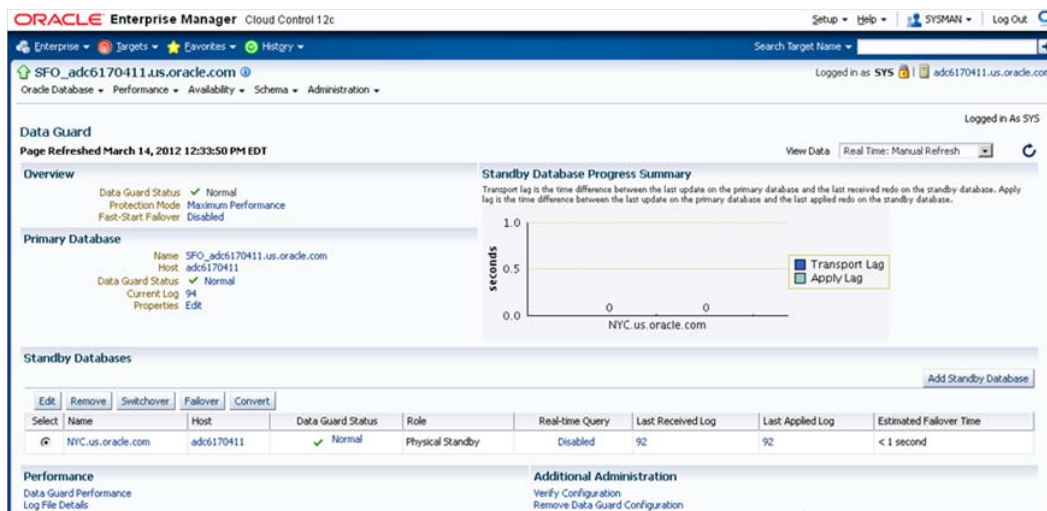 ORACLE Enterprise Manager Cloud Control 12c
Setup Help SYSMAN Log Out
Enterprise Targets Favorites History Search Target Name
SFO_adc6170411.us.oracle.com
Logged in as SYS adc6170411.us.oracle.com
Oracle Database Performance Availability Schema Administration
Logged in As SYS
Data Guard
Page Refreshed March 14, 2012 12:33:50 PM EDT
View Data Real Time: Manual Refresh
Overview
Data Guard Status Normal
Protection Mode Maximum Performance
Fast-Start Failover Disabled
Primary Database
Name SFO_adc6170411.us.oracle.com
Host adc6170411
Data Guard Status Normal
Current Log 94
Properties Edit
Standby Database Progress Summary
Transport lag is the time difference between the last update on the primary database and the last received redo on the standby database. Apply
lag is the time difference between the last update on the primary database and the last applied redo on the standby database.
seconds
1.0
0.5
0.0
0 0
NYC.us.oracle.com
Transport Lag
Apply Lag
Standby Databases
Add Standby Database
Edit Remove Switchover Failover Convert
Select Name Host Data Guard Status Role Real-time Query Last Received Log Last Applied Log Estimated Failover Time
NYC.us.oracle.com adc6170411 Normal Physical Standby Disabled 92 92 < 1 second
Performance
Data Guard Performance
Log File Details
Additional Administration
Verify Configuration
Remove Data Guard Configuration